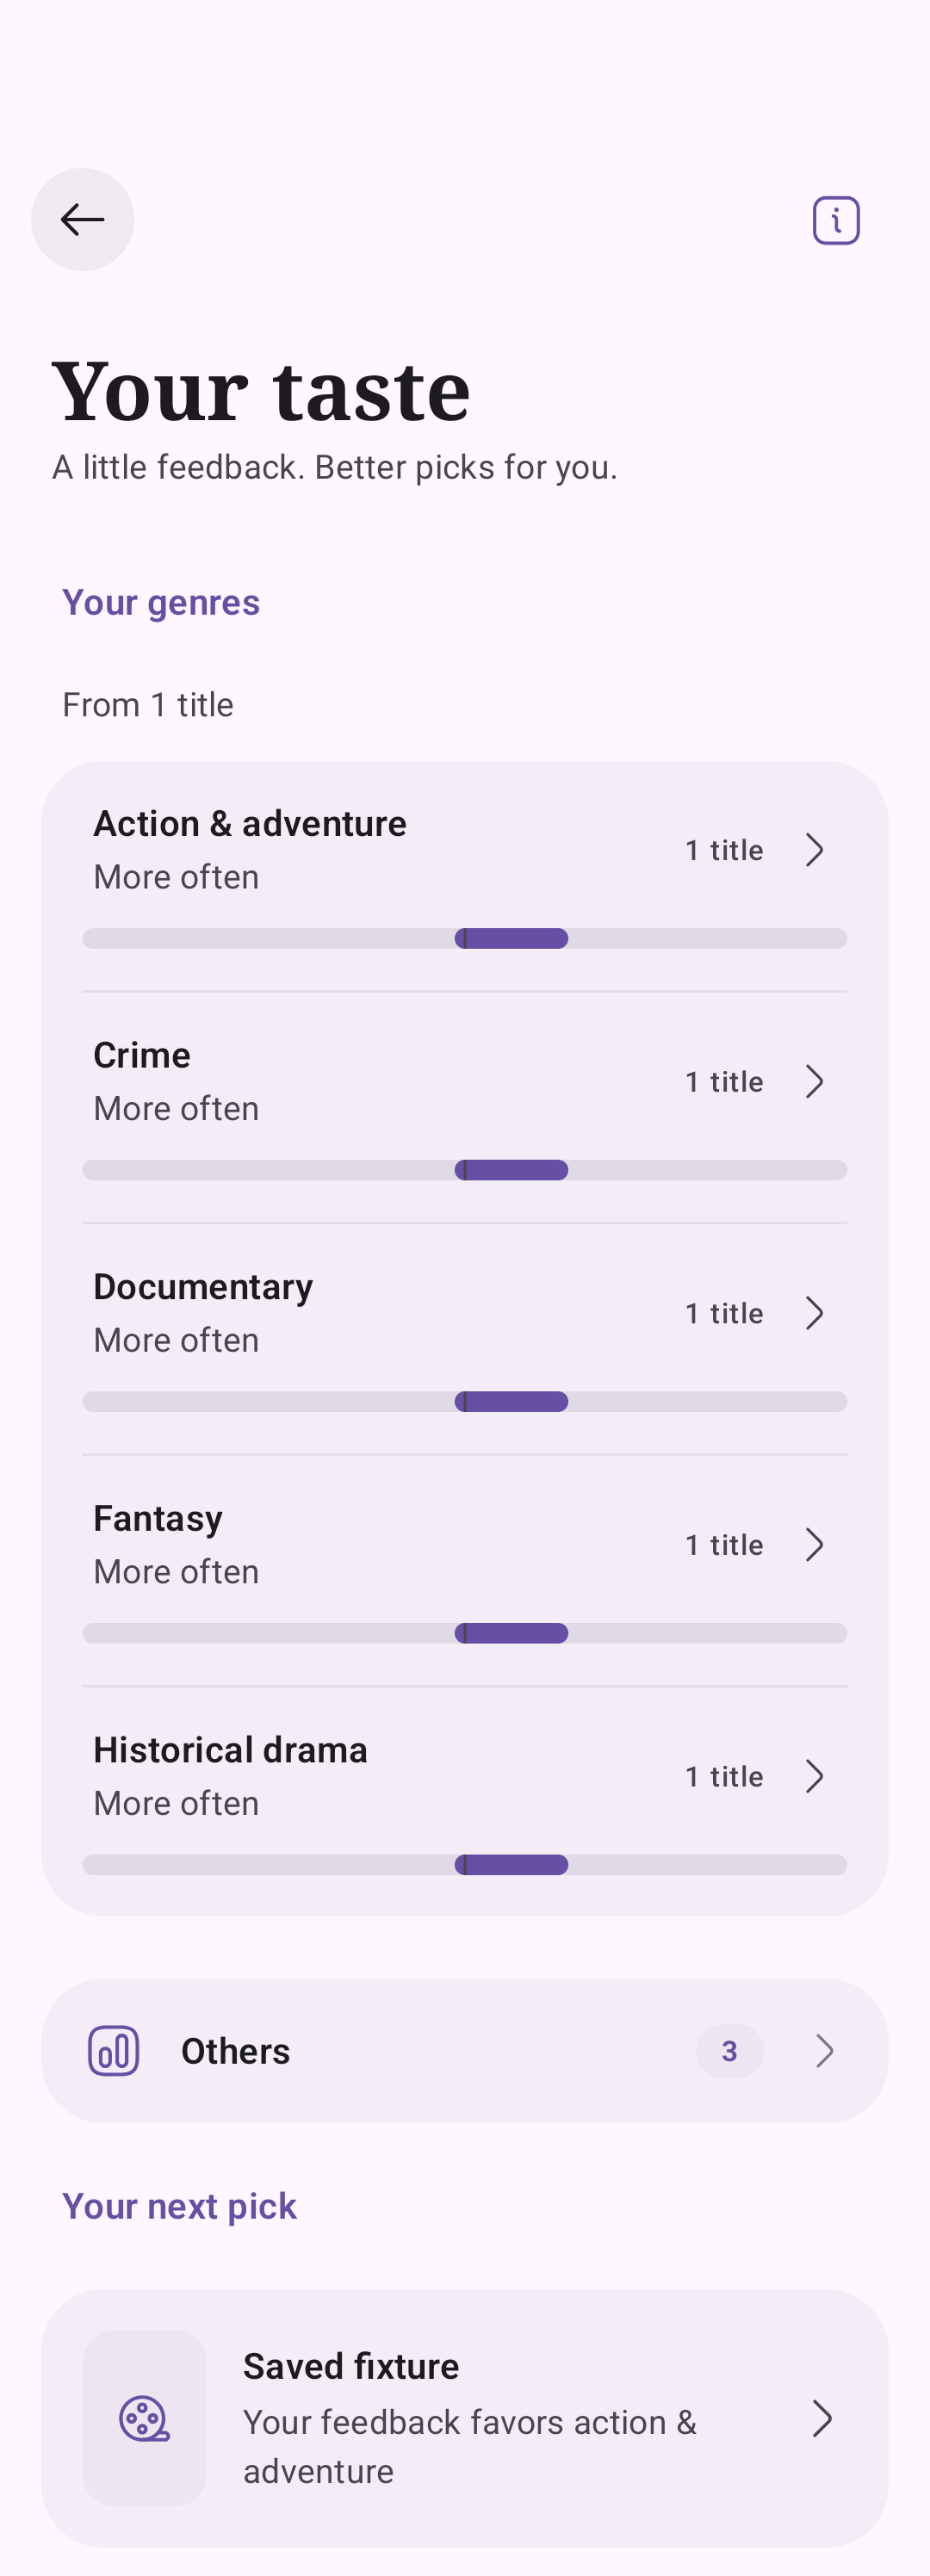 Your taste
A little feedback. Better picks for you.
Your genres
From 1 title
Action & adventure
More often
1 title
Crime
More often
1 title
Documentary
More often
1 title
Fantasy
More often
1 title
Historical drama
More often
1 title
Others
3
Your next pick
Saved fixture
Your feedback favors action &
adventure